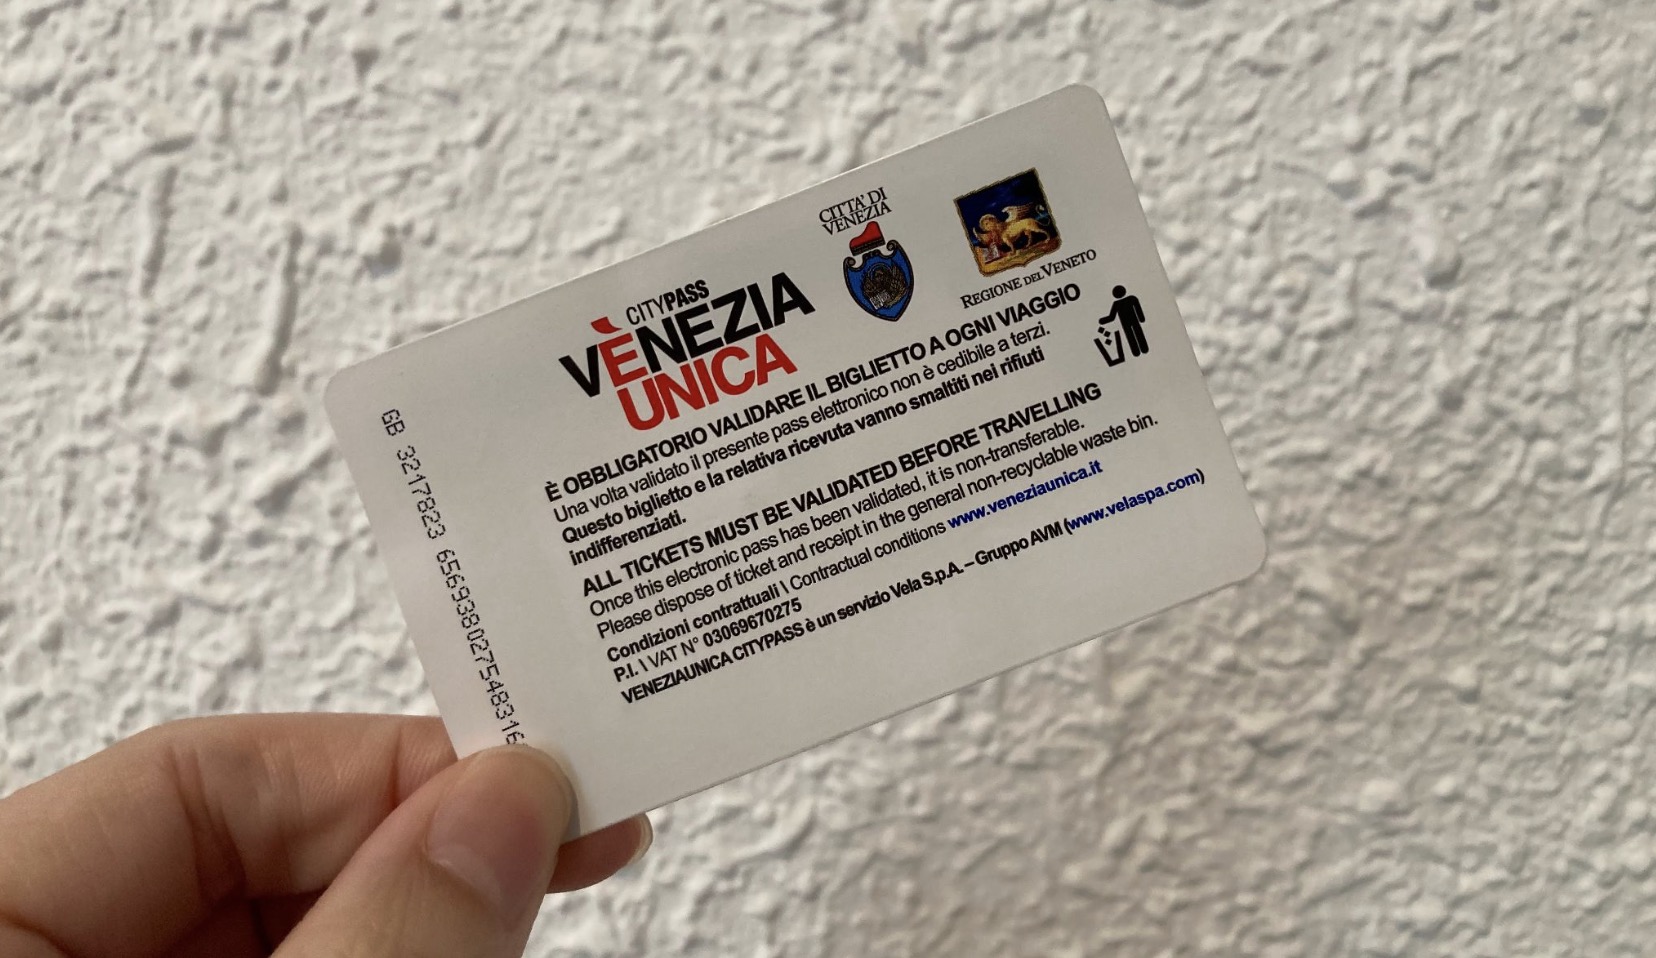 CITTA' DI
VENEZIA
REGIONE DEL VENETO
CITYPASS
VÈNEZIA
UNICA
È OBBLIGATORIO VALIDARE IL BIGLIETTO A OGNI VIAGGIO
Una volta validato il presente pass elettronico non è cedibile a terzi.
Questo biglietto e la relativa ricevuta vanno smaltiti nei rifiuti
indifferenziati.
ALL TICKETS MUST BE VALIDATED BEFORE TRAVELLING
Once this electronic pass has been validated, it is non-transferable.
Please dispose of ticket and receipt in the general non-recyclable waste bin.
Condizioni contrattuali \ Contractual conditions www.veneziaunica.it
P.I. \ VAT N° 03069670275
VENEZIAUNICA CITYPASS è un servizio Vela S.p.A. – Gruppo AVM (www.velaspa.com)
GB 3217823 656938027548316